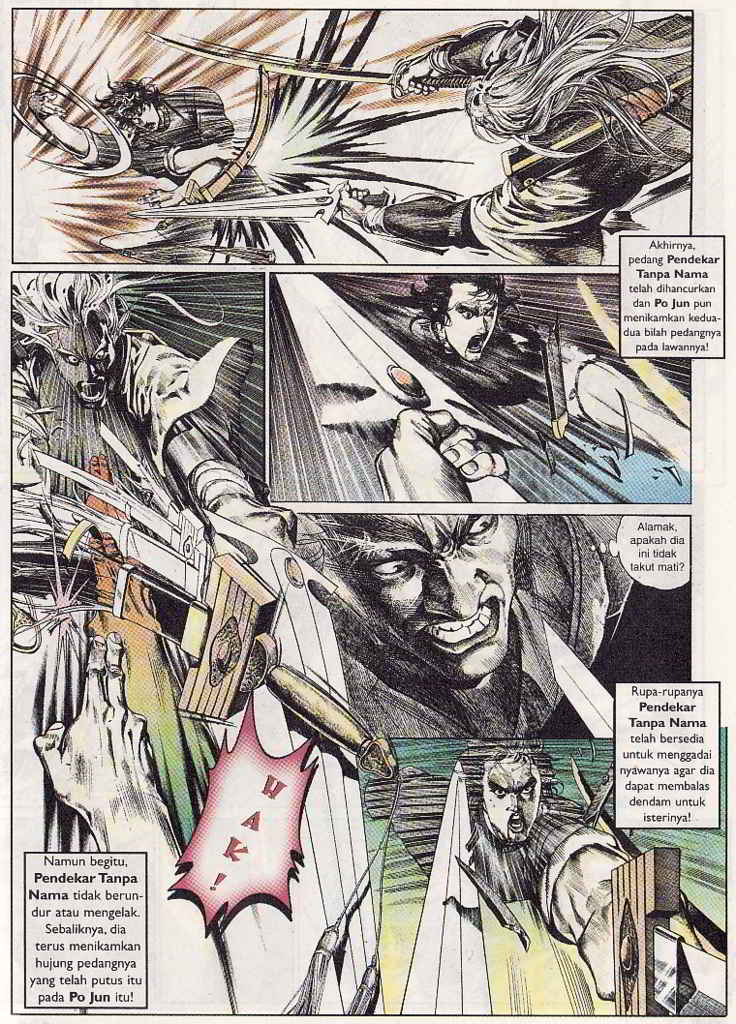 Akhirnya,
pedang Pendekar
Tanpa Nama
telah dihancurkan
dan Po Jun pun
menikamkan kedua-
dua bilah pedangnya
pada lawannya!
Alamak,
apakah dia
ini tidak
takut mati?
Rupa-rupanya
Pendekar
Tanpa Nama
telah bersedia
untuk menggadai
nyawanya agar dia
dapat membalas
dendam untuk
isterinya!
HAK!
Namun begitu,
Pendekar Tanpa
Nama tidak berun-
dur atau mengelak.
Sebaliknya, dia
terus menikamkan
hujung pedangnya
yang telah putus itu
pada Po Jun itu!